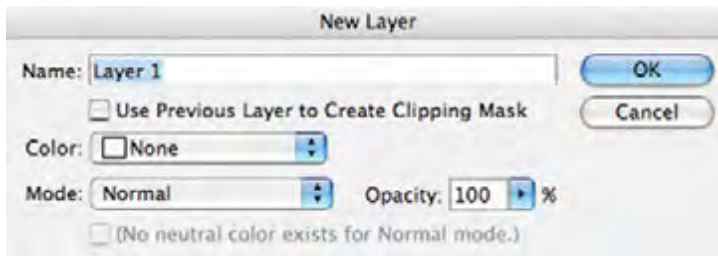 New Layer
Name: Layer 1 OK
Use Previous Layer to Create Clipping Mask Cancel
Color: None
Mode: Normal Opacity: 100 %
(No neutral color exists for Normal mode.)